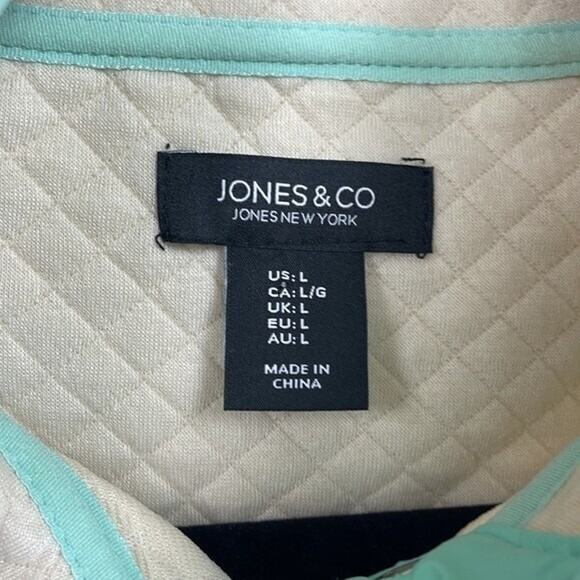 JONES & CO
JONES NEW YORK
US: L
CA: L/G
UK: L
EU: L
AU: L
MADE IN
CHINA